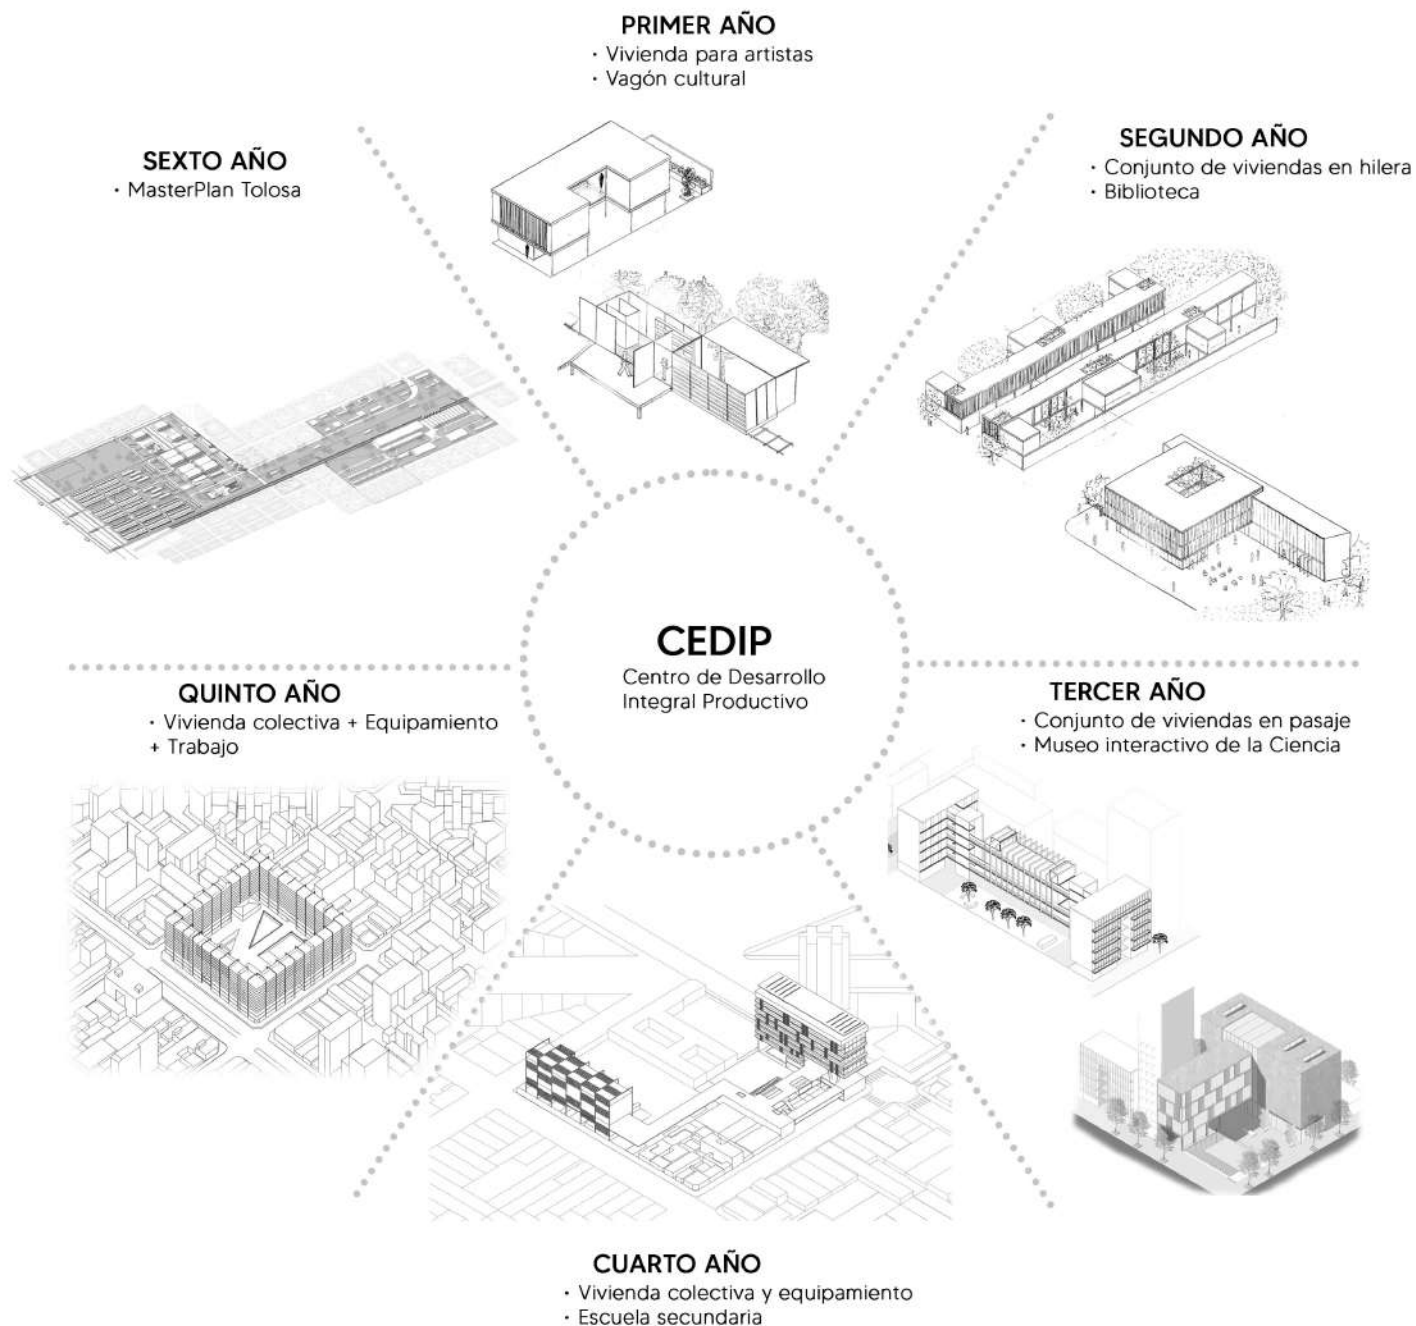 PRIMER AÑO
· Vivienda para artistas
· Vagón cultural
SEGUNDO AÑO
· Conjunto de viviendas en hilera
· Biblioteca
TERCER AÑO
· Conjunto de viviendas en pasaje
· Museo interactivo de la Ciencia
CUARTO AÑO
· Vivienda colectiva y equipamiento
· Escuela secundaria
QUINTO AÑO
· Vivienda colectiva + Equipamiento
+ Trabajo
SEXTO AÑO
· MasterPlan Tolosa
CEDIP
Centro de Desarrollo
Integral Productivo